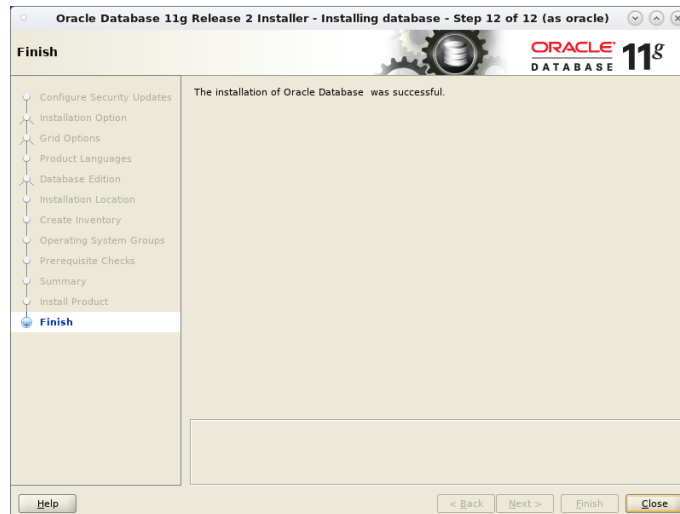 Oracle Database 11g Release 2 Installer - Installing database - Step 12 of 12 (as oracle)
Finish
ORACLE
DATABASE
11g
Configure Security Updates
Installation Option
Grid Options
Product Languages
Database Edition
Installation Location
Create Inventory
Operating System Groups
Prerequisite Checks
Summary
Install Product
Finish
The installation of Oracle Database was successful.
Help
< Back
Next >
Finish
Close